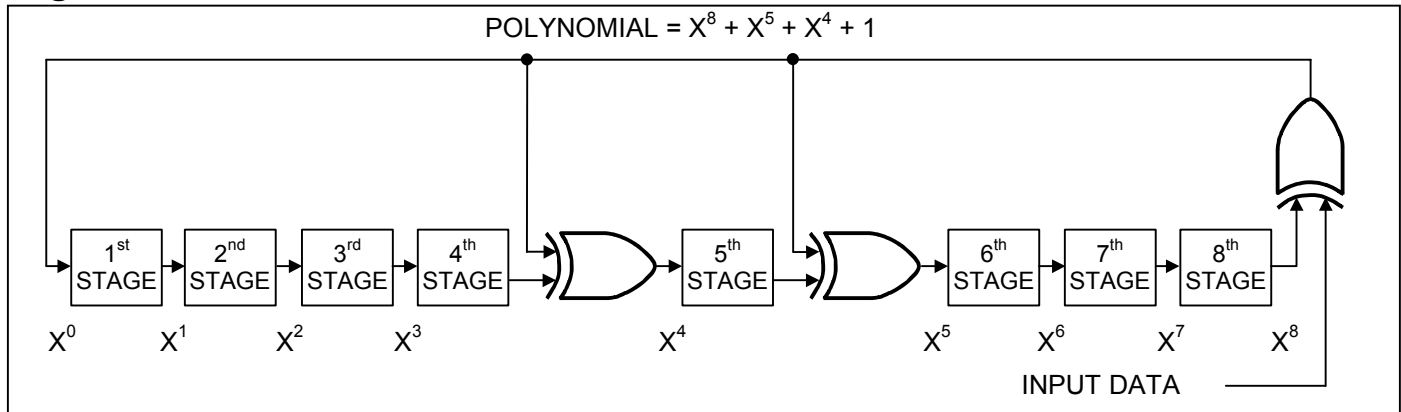 POLYNOMIAL = X⁸ + X⁵ + X⁴ + 1
1ˢᵗ STAGE
2ⁿᵈ STAGE
3ʳᵈ STAGE
4ᵗʰ STAGE
5ᵗʰ STAGE
6ᵗʰ STAGE
7ᵗʰ STAGE
8ᵗʰ STAGE
X⁰ X¹ X² X³ X⁴ X⁵ X⁶ X⁷ X⁸
INPUT DATA